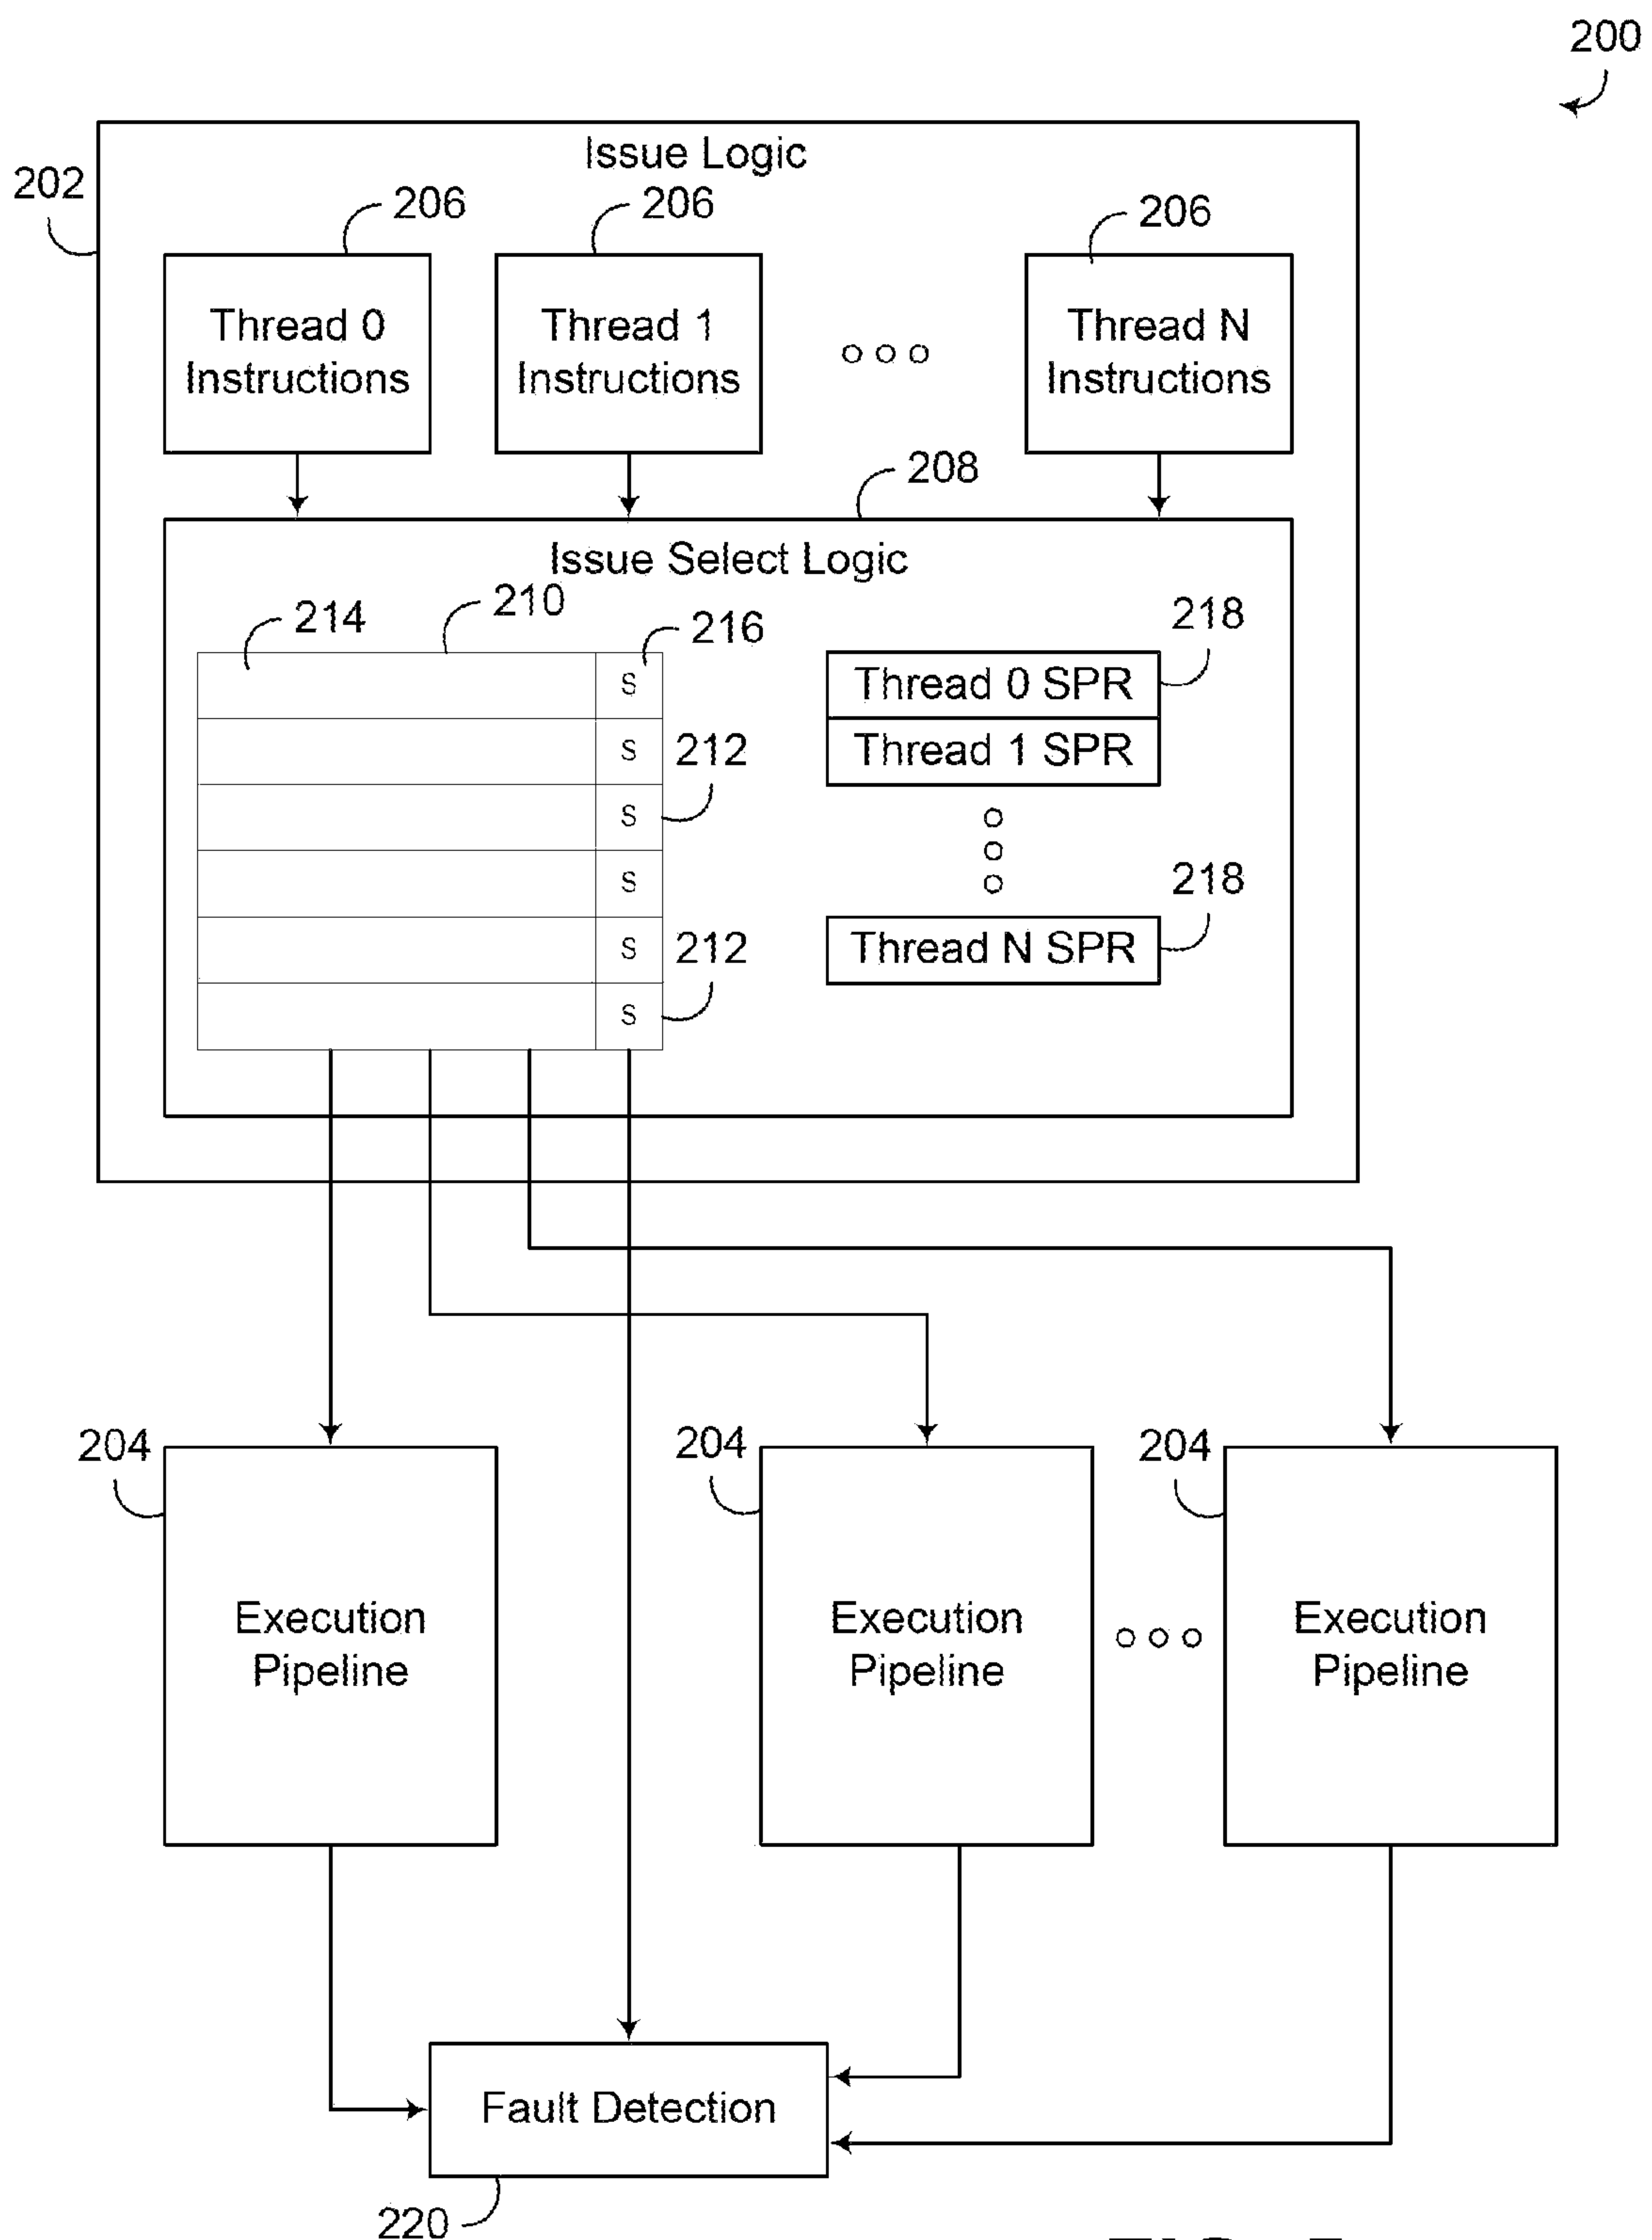 200
Issue Logic
202
206
206
206
Thread 0
Instructions
Thread 1
Instructions
Thread N
Instructions
208
Issue Select Logic
214
210
216
218
S
Thread 0 SPR
S
212
Thread 1 SPR
S
S
218
S
212
Thread N SPR
S
204
204
204
Execution
Pipeline
Execution
Pipeline
Execution
Pipeline
Fault Detection
220